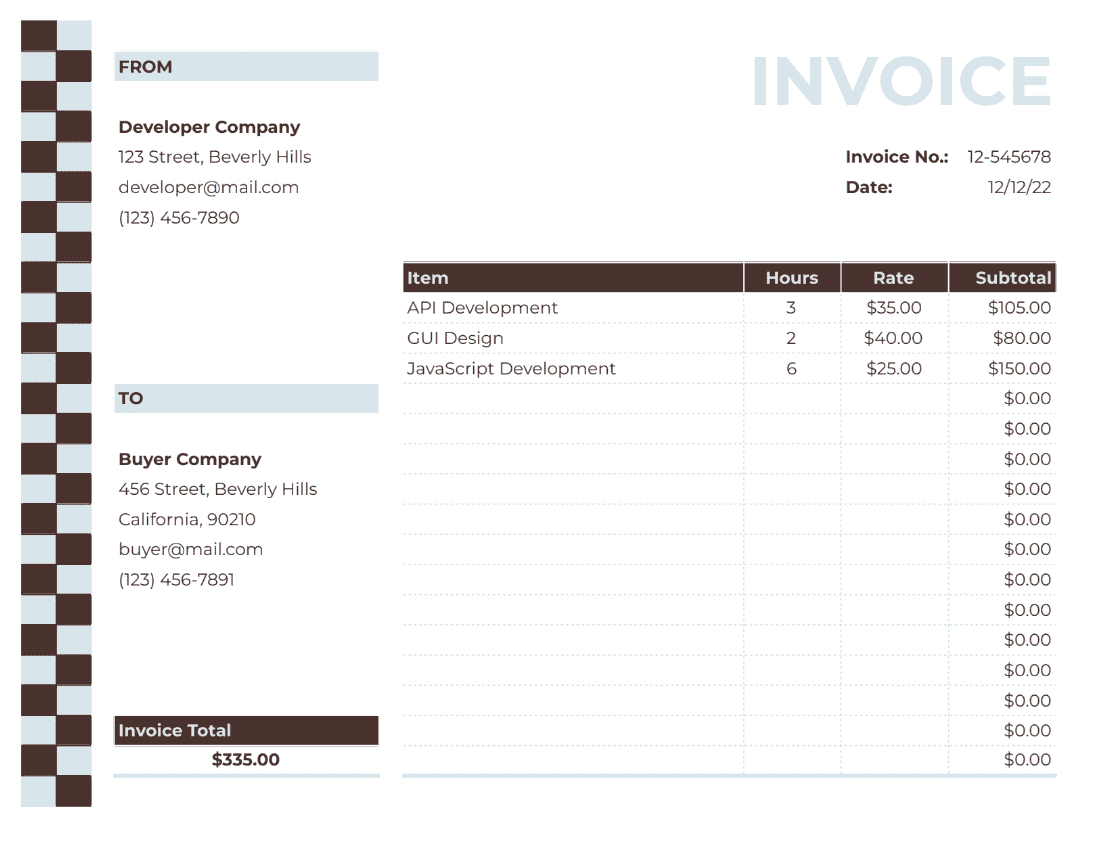 FROM
INVOICE
Developer Company
123 Street, Beverly Hills
Invoice No.: 12-545678
developer@mail.com
Date: 12/12/22
(123) 456-7890
Item Hours Rate Subtotal
API Development 3 $35.00 $105.00
GUI Design 2 $40.00 $80.00
JavaScript Development 6 $25.00 $150.00
$0.00
$0.00
$0.00
$0.00
$0.00
$0.00
$0.00
$0.00
$0.00
$0.00
$0.00
$0.00
$0.00
TO
Buyer Company
456 Street, Beverly Hills
California, 90210
buyer@mail.com
(123) 456-7891
Invoice Total
$335.00